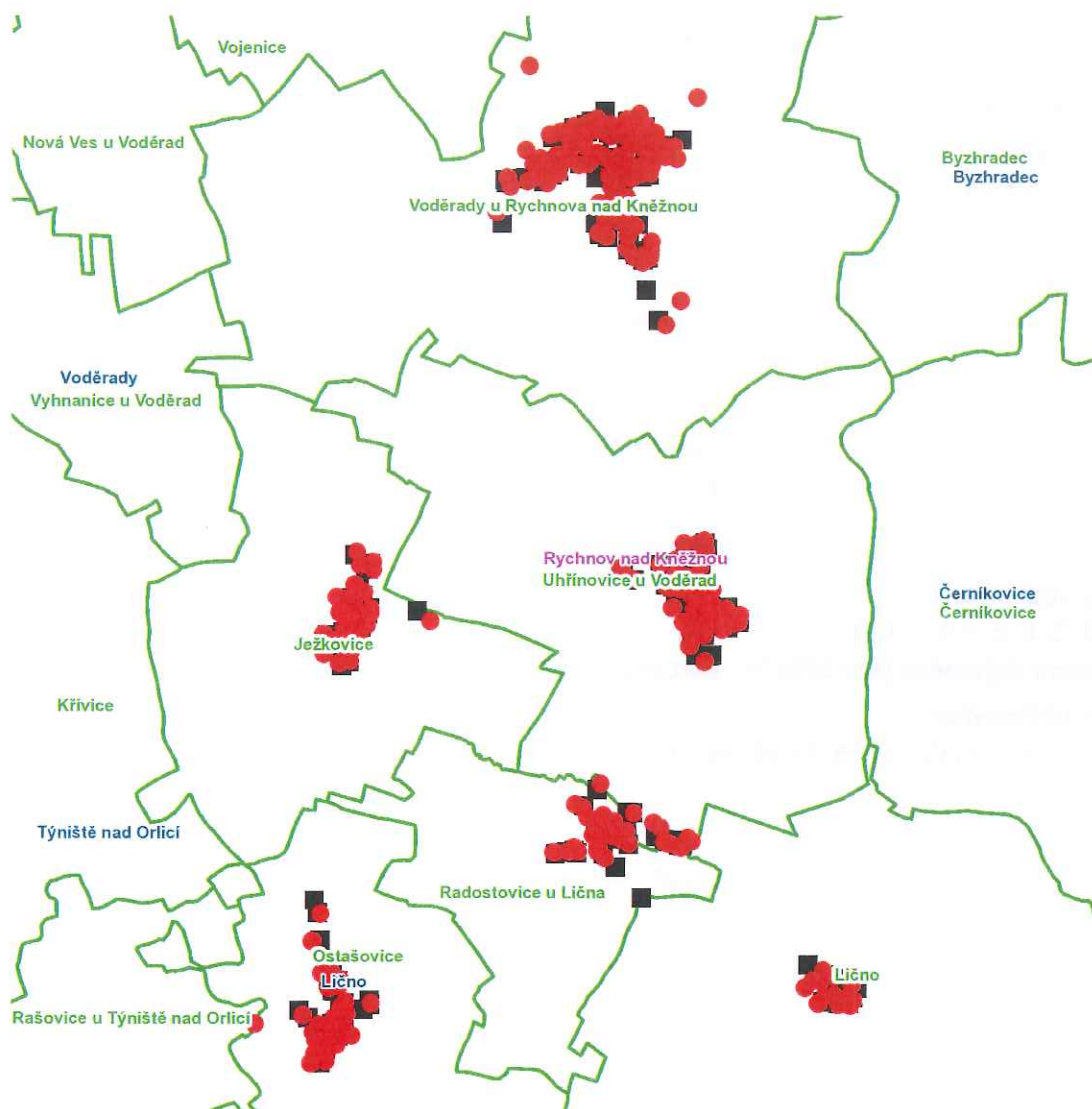 Vojenice
Nová Ves u Voděrad
Byzhradec
Byzhradec
Voděrady u Rychnova nad Kněžnou
Voděrady
Vyhnanice u Voděrad
Rychnov nad Kněžnou
Uhřínovice u Voděrad
Černíkovice
Černíkovice
Ježkovice
Křívice
Týniště nad Orlicí
Radostovice u Lična
Ostašovice
Lično
Lično
Rašovice u Týniště nad Orlicí